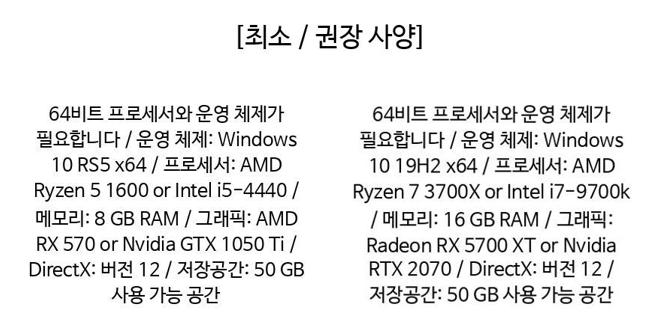 [최소 / 권장 사양]
64비트 프로세서와 운영 체제가
필요합니다 / 운영 체제: Windows
10 RS5 x64 / 프로세서: AMD
Ryzen 5 1600 or Intel i5-4440 /
메모리: 8 GB RAM / 그래픽: AMD
RX 570 or Nvidia GTX 1050 Ti /
DirectX: 버전 12 / 저장공간: 50 GB
사용 가능 공간
64비트 프로세서와 운영 체제가
필요합니다 / 운영 체제: Windows
10 19H2 x64 / 프로세서: AMD
Ryzen 7 3700X or Intel i7-9700k
/ 메모리: 16 GB RAM / 그래픽:
Radeon RX 5700 XT or Nvidia
RTX 2070 / DirectX: 버전 12 /
저장공간: 50 GB 사용 가능 공간